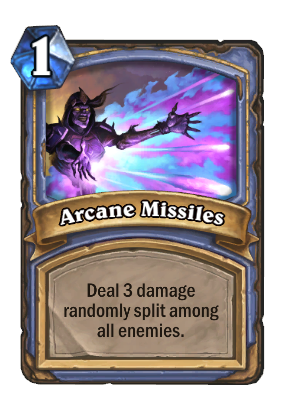 1
Arcane Missiles
Deal 3 damage
randomly split among
all enemies.